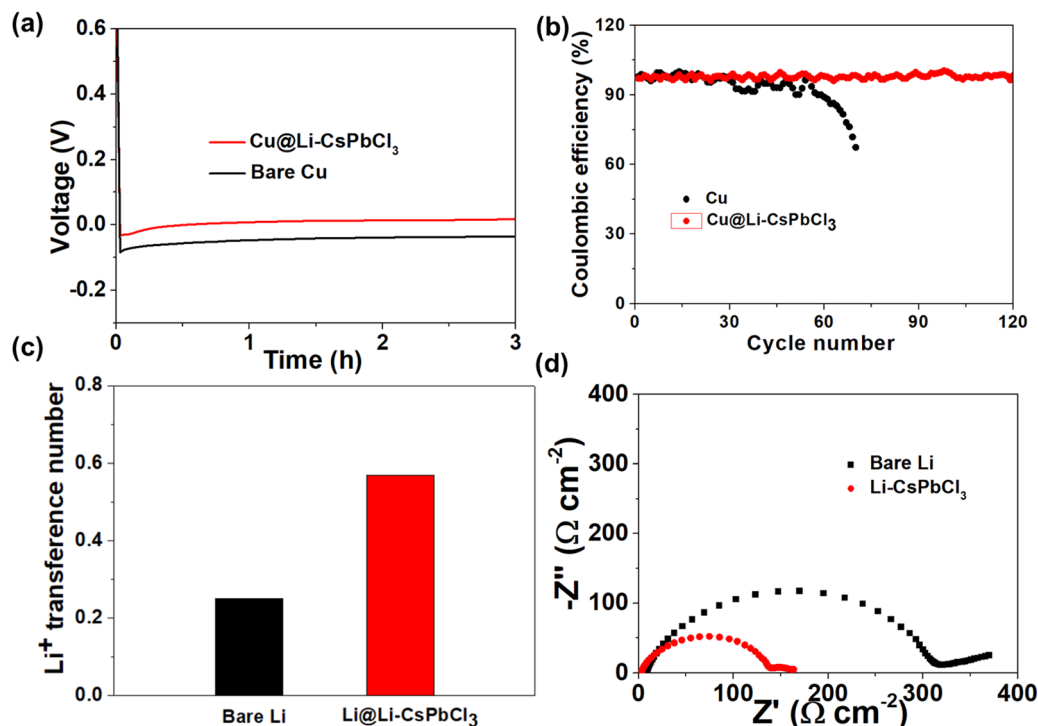 (a)
0.6
0.4
0.2
0.0
-0.2
Voltage (V)
Cu@Li-CsPbCl₃
Bare Cu
0
1
2
3
Time (h)
(b)
120
90
60
30
0
Coulombic efficiency (%)
Cu
Cu@Li-CsPbCl₃
0
30
60
90
120
Cycle number
(c)
0.8
0.6
0.4
0.2
0.0
Li⁺ transference number
Bare Li
Li@Li-CsPbCl₃
(d)
400
300
200
100
0
-Z'' (Ω cm⁻²)
Bare Li
Li-CsPbCl₃
0
100
200
300
400
Z' (Ω cm⁻²)